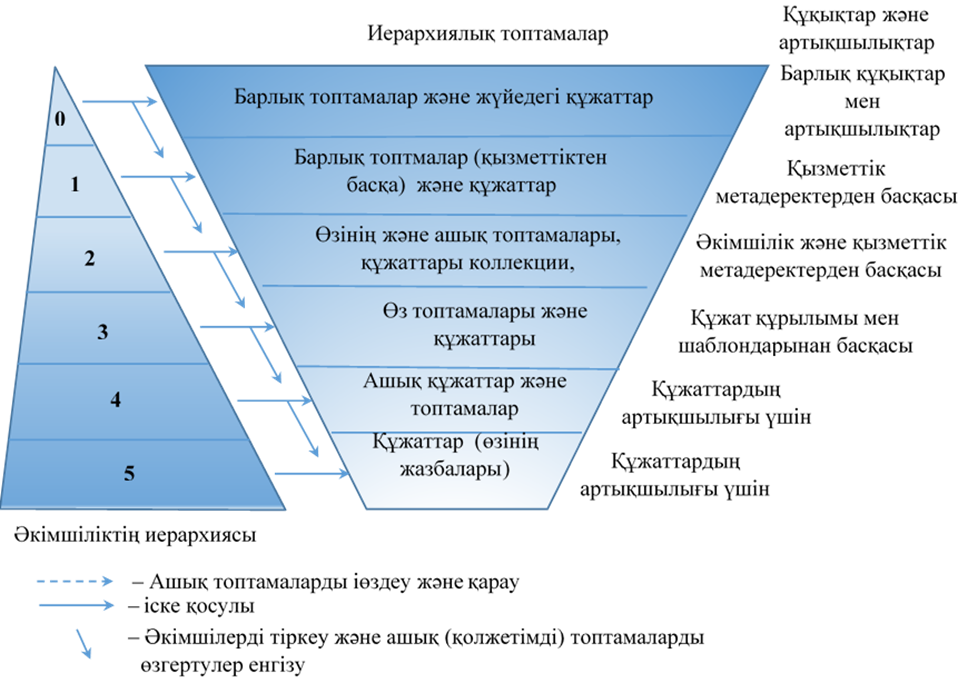 Иерархиялық топтамалар
Құқықтар және
артықшылықтар
0
Барлық топтамалар және жүйедегі құжаттар
Барлық құқықтар
мен
артықшылықтар
1
Барлық топтмалар (қызметтіктен
басқа) және құжаттар
Қызметтік
метадеректерден басқасы
2
Өзінің және ашық топтамалары,
құжаттары коллекции,
Әкімшілік және қызметтік
метадеректерден басқасы
3
Өз топтамалары және
құжаттары
Құжат құрылымы мен
шаблондарынан басқасы
4
Ашық құжаттар және
топтамалар
Құжаттардың
артықшылығы үшін
5
Құжаттар (өзінің
жазбалары)
Құжаттардың
артықшылығы үшін
Әкімшіліктің иерархиясы
– Ашық топтамаларды іөздеу және қарау
– іске қосулы
– Әкімшілерді тіркеу және ашық (қолжетімді) топтамаларды
өзгертулер енгізу